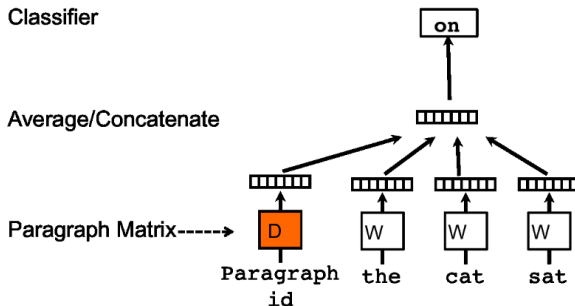 Classifier
on
Average/Concatenate
Paragraph Matrix
D
W
W
W
Paragraph
id
the
cat
sat